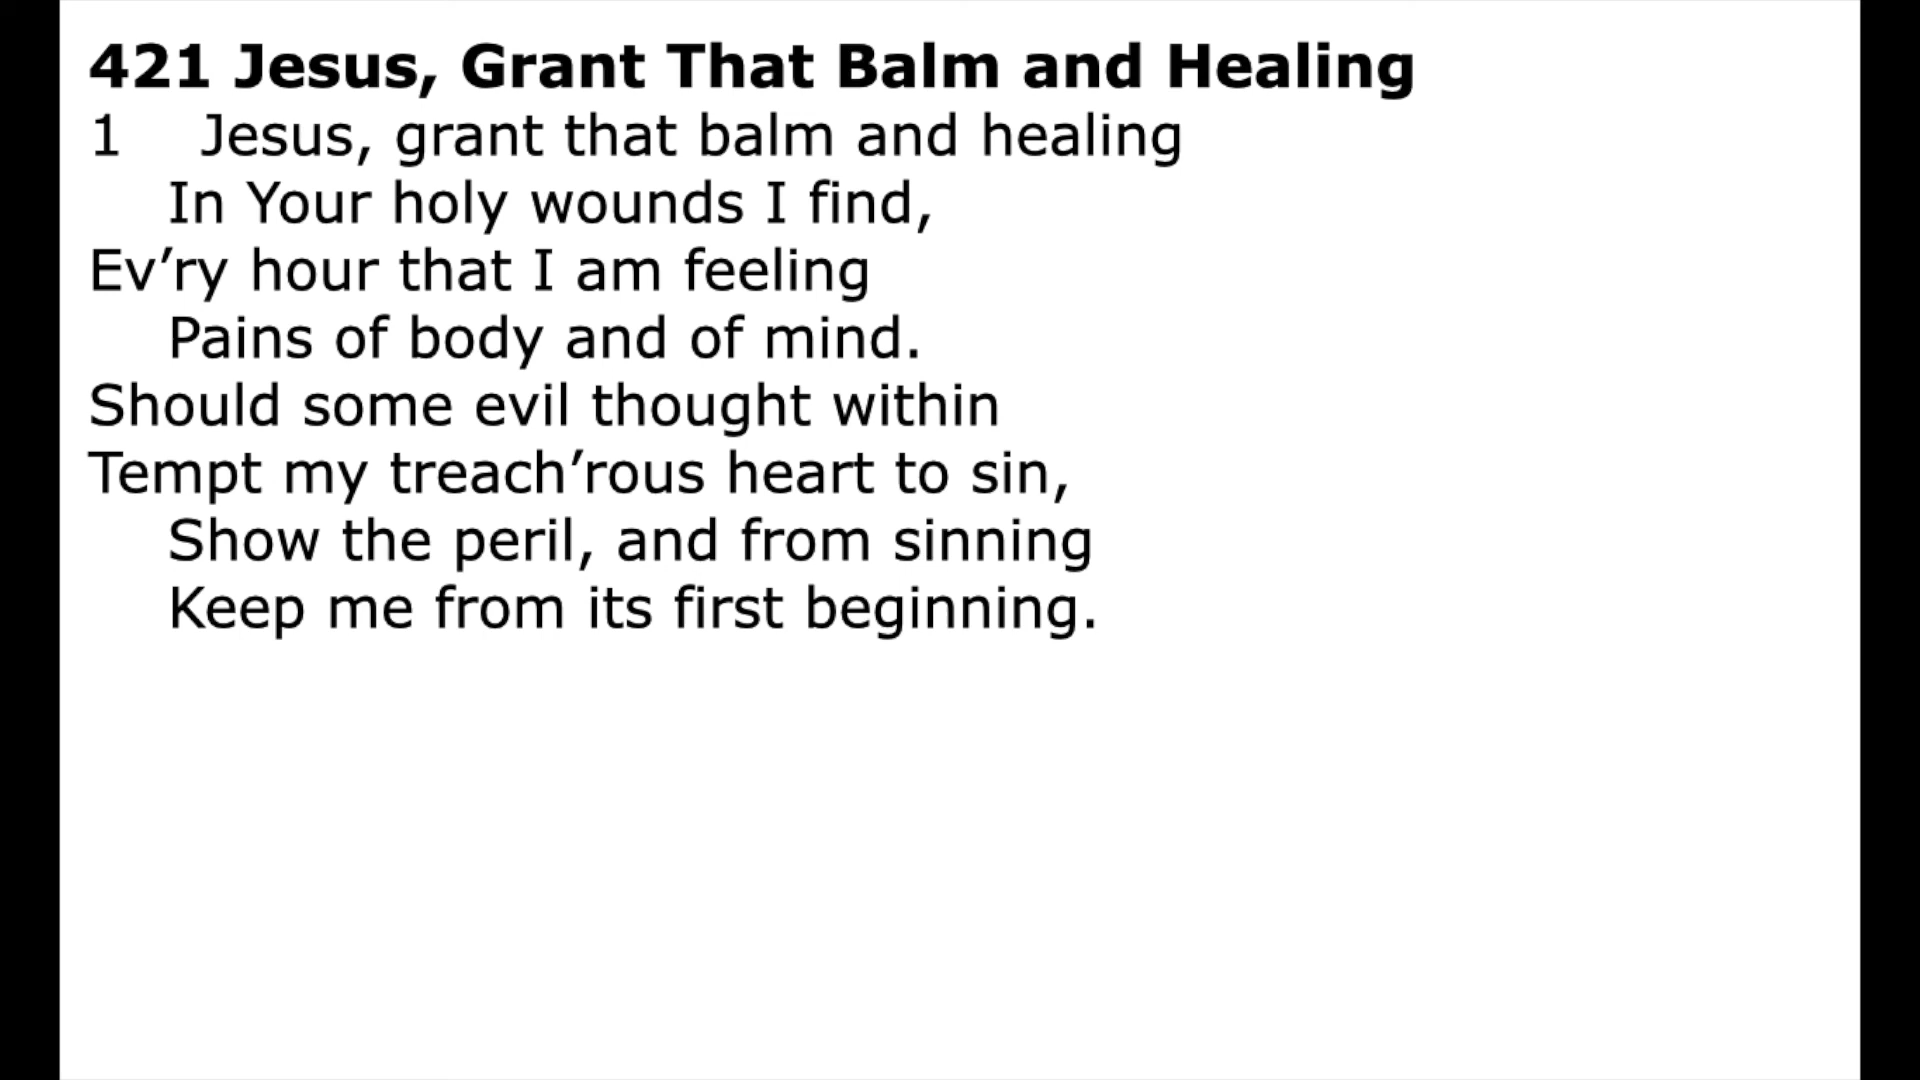 421 Jesus, Grant That Balm and Healing
1 Jesus, grant that balm and healing
In Your holy wounds I find,
Ev’ry hour that I am feeling
Pains of body and of mind.
Should some evil thought within
Tempt my treach’rous heart to sin,
Show the peril, and from sinning
Keep me from its first beginning.